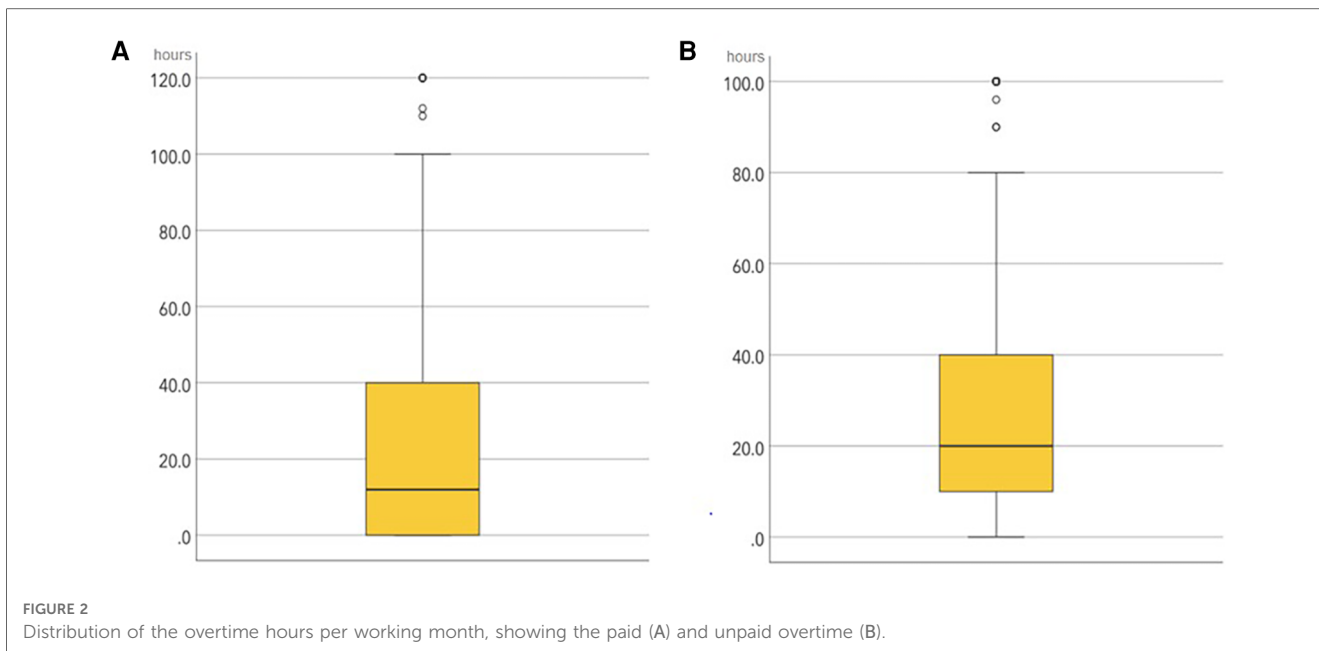 A
hours
120.0
100.0
80.0
60.0
40.0
20.0
.0
B
hours
100.0
80.0
60.0
40.0
20.0
.0
FIGURE 2
Distribution of the overtime hours per working month, showing the paid (A) and unpaid overtime (B).